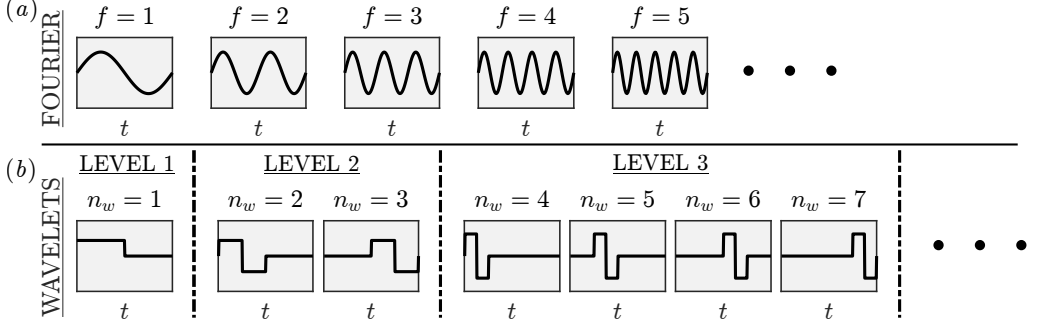 (a)
FOURIER
f = 1 f = 2 f = 3 f = 4 f = 5
t t t t t
(b)
WAVELETS
LEVEL 1 LEVEL 2 LEVEL 3
n_w = 1 n_w = 2 n_w = 3 n_w = 4 n_w = 5 n_w = 6 n_w = 7
t t t t t t t